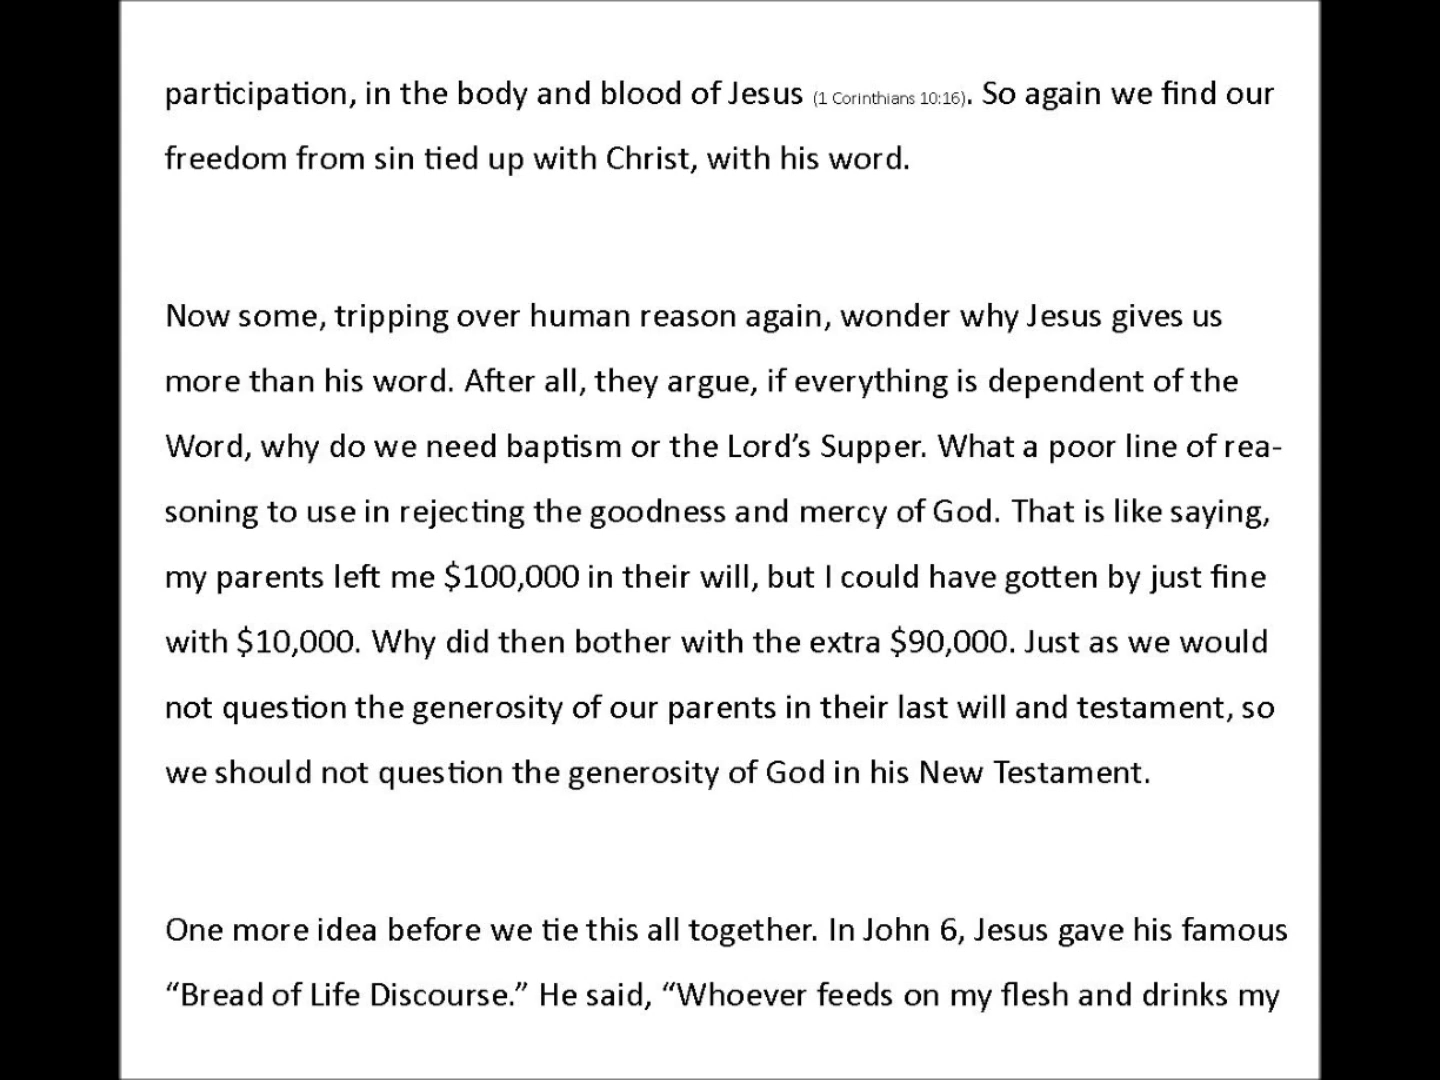 participation, in the body and blood of Jesus (1 Corinthians 10:16). So again we find our
freedom from sin tied up with Christ, with his word.
Now some, tripping over human reason again, wonder why Jesus gives us
more than his word. After all, they argue, if everything is dependent of the
Word, why do we need baptism or the Lord’s Supper. What a poor line of rea-
soning to use in rejecting the goodness and mercy of God. That is like saying,
my parents left me $100,000 in their will, but I could have gotten by just fine
with $10,000. Why did then bother with the extra $90,000. Just as we would
not question the generosity of our parents in their last will and testament, so
we should not question the generosity of God in his New Testament.
One more idea before we tie this all together. In John 6, Jesus gave his famous
“Bread of Life Discourse.” He said, “Whoever feeds on my flesh and drinks my